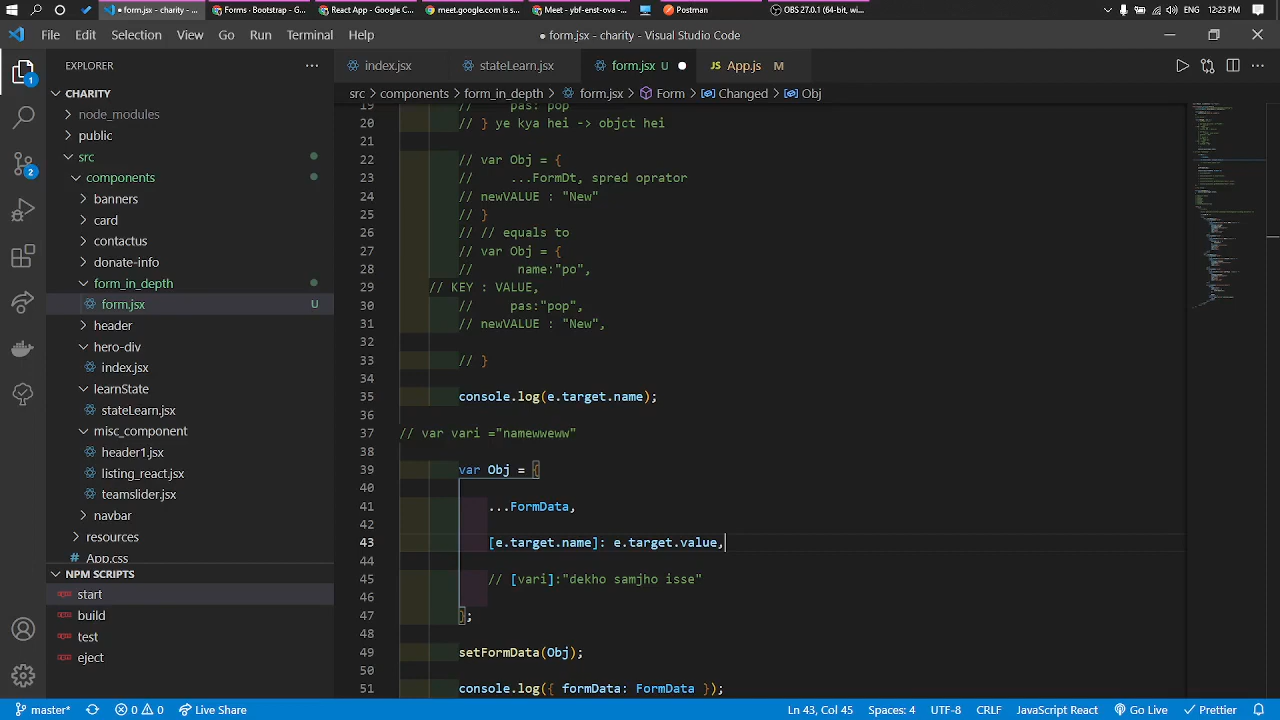 form.jsx - charity - ...
Forms · Bootstrap - G...
React App - Google C...
meet.google.com is s...
Meet - ybf-enst-ova - ...
Postman
OBS 27.0.1 (64-bit, wi...
ENG
12:23 PM
File Edit Selection View Go Run Terminal Help
● form.jsx - charity - Visual Studio Code
EXPLORER
index.jsx
stateLearn.jsx
form.jsx U
JS App.js M
src > components > form_in_depth > form.jsx > Form > Changed > Obj
CHARITY
node_modules
public
src
components
banners
card
contactus
donate-info
form_in_depth
form.jsx U
header
hero-div
index.jsx
learnState
stateLearn.jsx
misc_component
header1.jsx
listing_react.jsx
teamslider.jsx
navbar
resources
App.css
NPM SCRIPTS
start
build
test
eject
1
2
19 // pas: pop
20 // } e kya hei -> objct hei
21
22 // var Obj = {
23 // ...FormDt, spred oprator
24 // newVALUE : "New"
25 // }
26 // // equals to
27 // var Obj = {
28 // name:"po",
29 // KEY : VALUE,
30 // pas:"pop",
31 // newVALUE : "New",
32
33 // }
34
35 console.log(e.target.name);
36
37 // var vari ="namewweww"
38
39 var Obj = {
40
41 ...FormData,
42
43 [e.target.name]: e.target.value,
44
45 // [vari]:"dekho samjho isse"
46
47 };
48
49 setFormData(Obj);
50
51 console.log({ formData: FormData });
master* 0 0 Live Share
Ln 43, Col 45 Spaces: 4 UTF-8 CRLF JavaScript React Go Live Prettier